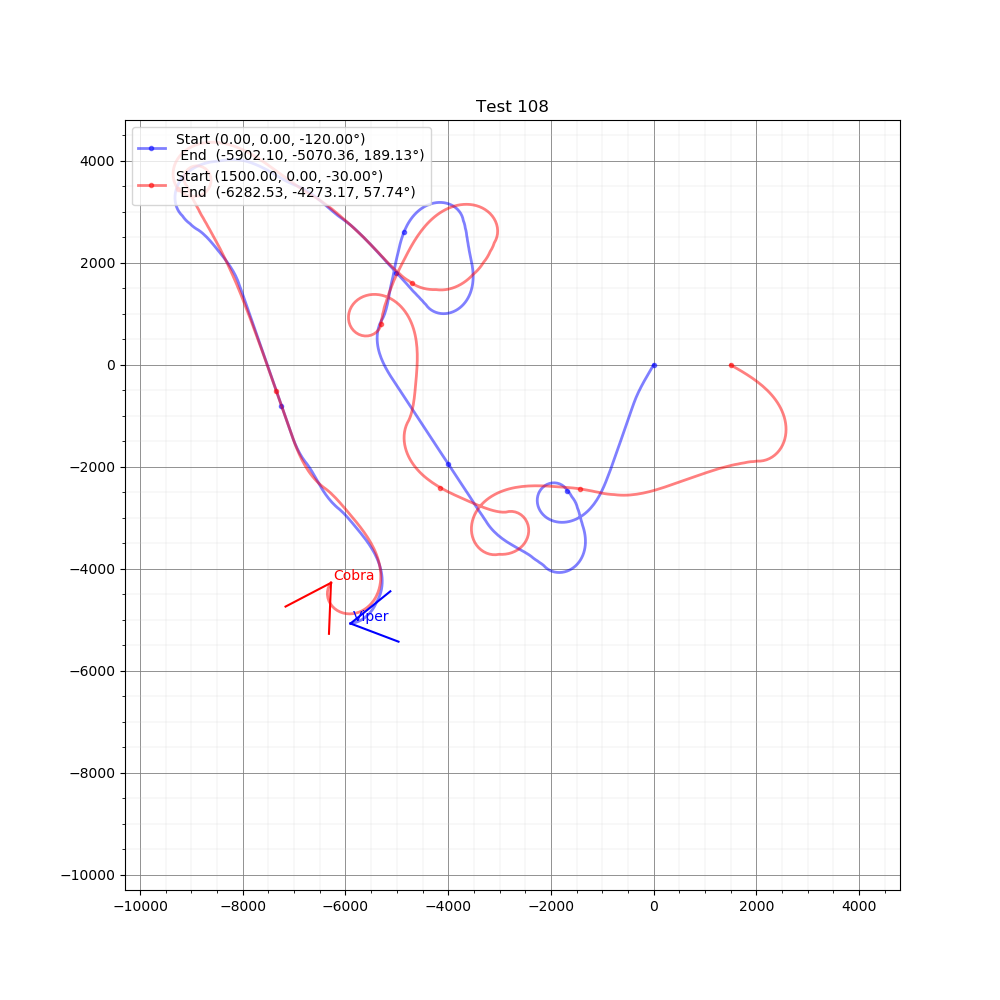 Test 108
Start (0.00, 0.00, -120.00°)
End (-5902.10, -5070.36, 189.13°)
Start (1500.00, 0.00, -30.00°)
End (-6282.53, -4273.17, 57.74°)
4000
2000
0
−2000
−4000
−6000
−8000
−10000
Cobra
Viper
−10000 −8000 −6000 −4000 −2000 0 2000 4000